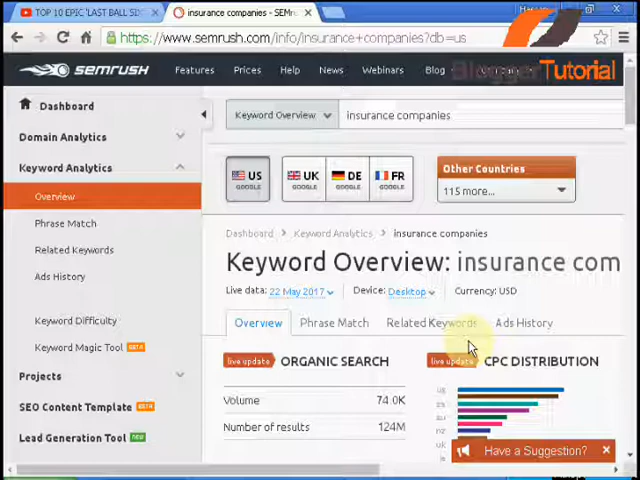 TOP 10 EPIC 'LAST BALL SI
insurance companies - SEMr
https://www.semrush.com/info/insurance+companies?db=us
SEMRUSH
Features
Prices
Help
News
Webinars
Blog
Blogger Tutorial
Dashboard
Domain Analytics
Keyword Analytics
Overview
Phrase Match
Related Keywords
Ads History
Keyword Difficulty
Keyword Magic Tool BETA
Projects
SEO Content Template BETA
Lead Generation Tool new
Keyword Overview
insurance companies
US GOOGLE
UK GOOGLE
DE GOOGLE
FR GOOGLE
Other Countries
115 more...
Dashboard > Keyword Analytics > insurance companies
Keyword Overview: insurance com
Live data: 22 May 2017
Device: Desktop
Currency: USD
Overview
Phrase Match
Related Keywords
Ads History
live update ORGANIC SEARCH
Volume 74.0K
Number of results 124M
live update CPC DISTRIBUTION
Have a Suggestion?